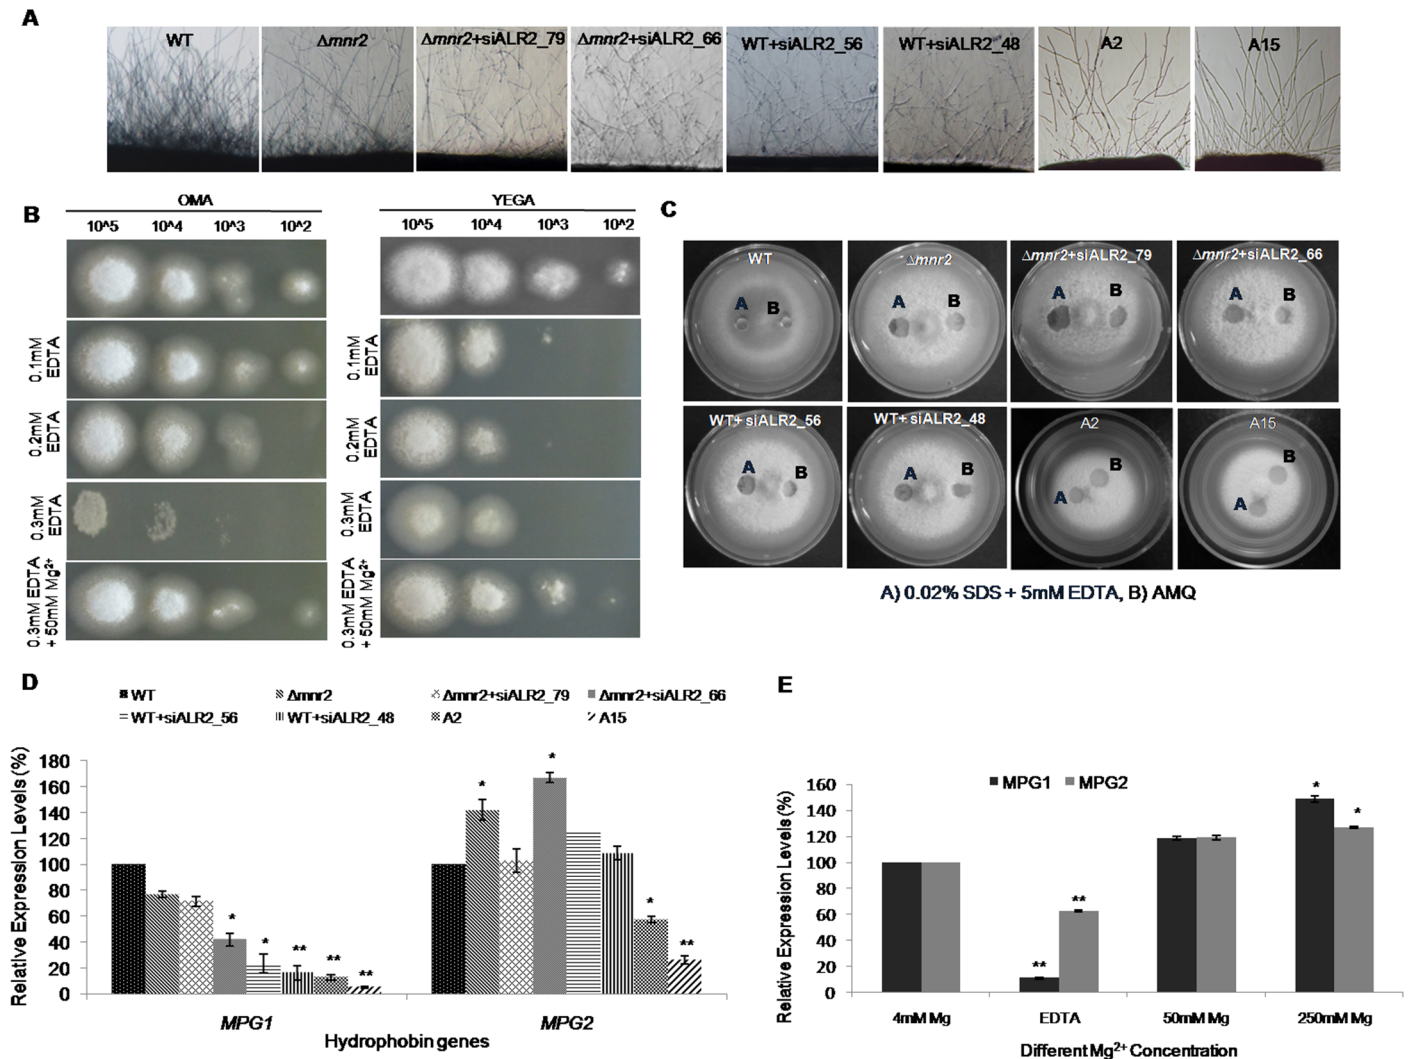 A
WT
Δmnr2
Δmnr2+siALR2_79
Δmnr2+siALR2_66
WT+siALR2_56
WT+siALR2_48
A2
A15
B
OMA
10^5 10^4 10^3 10^2
0.1mM EDTA
0.2mM EDTA
0.3mM EDTA
0.3mM EDTA + 50mM Mg²⁺
YEGA
10^5 10^4 10^3 10^2
0.1mM EDTA
0.2mM EDTA
0.3mM EDTA
0.3mM EDTA + 50mM Mg²⁺
C
WT
A B
Δmnr2
A B
Δmnr2+siALR2_79
A B
Δmnr2+siALR2_66
A B
WT+siALR2_56
A B
WT+siALR2_48
A B
A2
A B
A15
A B
A) 0.02% SDS + 5mM EDTA, B) AMQ
D
WT Δmnr2 Δmnr2+siALR2_79 Δmnr2+siALR2_66
WT+siALR2_56 WT+siALR2_48 A2 A15
Relative Expression Levels (%)
180
160
140
120
100
80
60
40
20
0
* * ** ** ** * * * **
MPG1 MPG2
Hydrophobin genes
E
MPG1 MPG2
Relative Expression Levels (%)
160
140
120
100
80
60
40
20
0
** ** * *
4mM Mg EDTA 50mM Mg 250mM Mg
Different Mg²⁺ Concentration